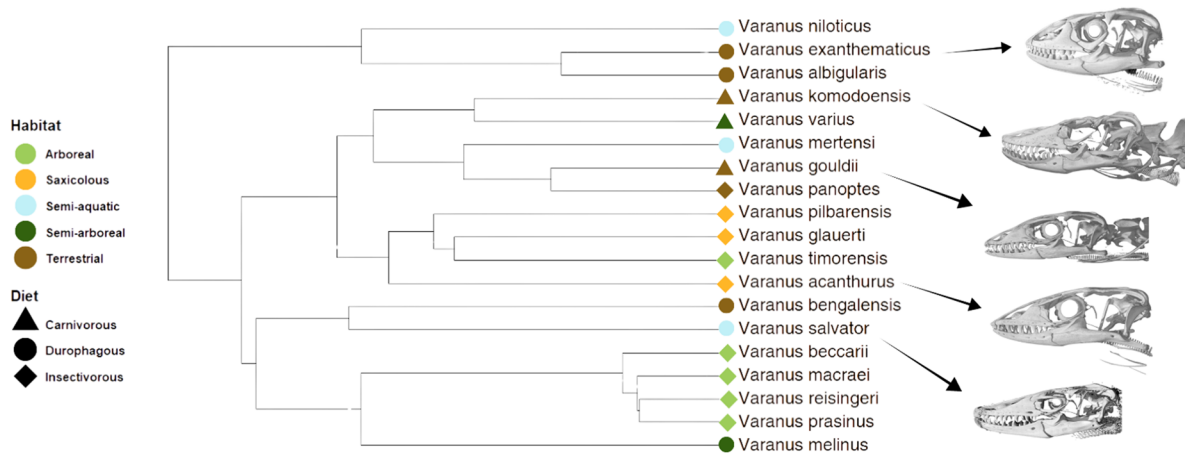 Habitat
Arboreal
Saxicolous
Semi-aquatic
Semi-arboreal
Terrestrial
Diet
Carnivorous
Durophagous
Insectivorous
Varanus niloticus
Varanus exanthematicus
Varanus albigularis
Varanus komodoensis
Varanus varius
Varanus mertensi
Varanus gouldii
Varanus panoptes
Varanus pilbarensis
Varanus glauerti
Varanus timorensis
Varanus acanthurus
Varanus bengalensis
Varanus salvator
Varanus beccarii
Varanus macraei
Varanus reisingeri
Varanus prasinus
Varanus melinus